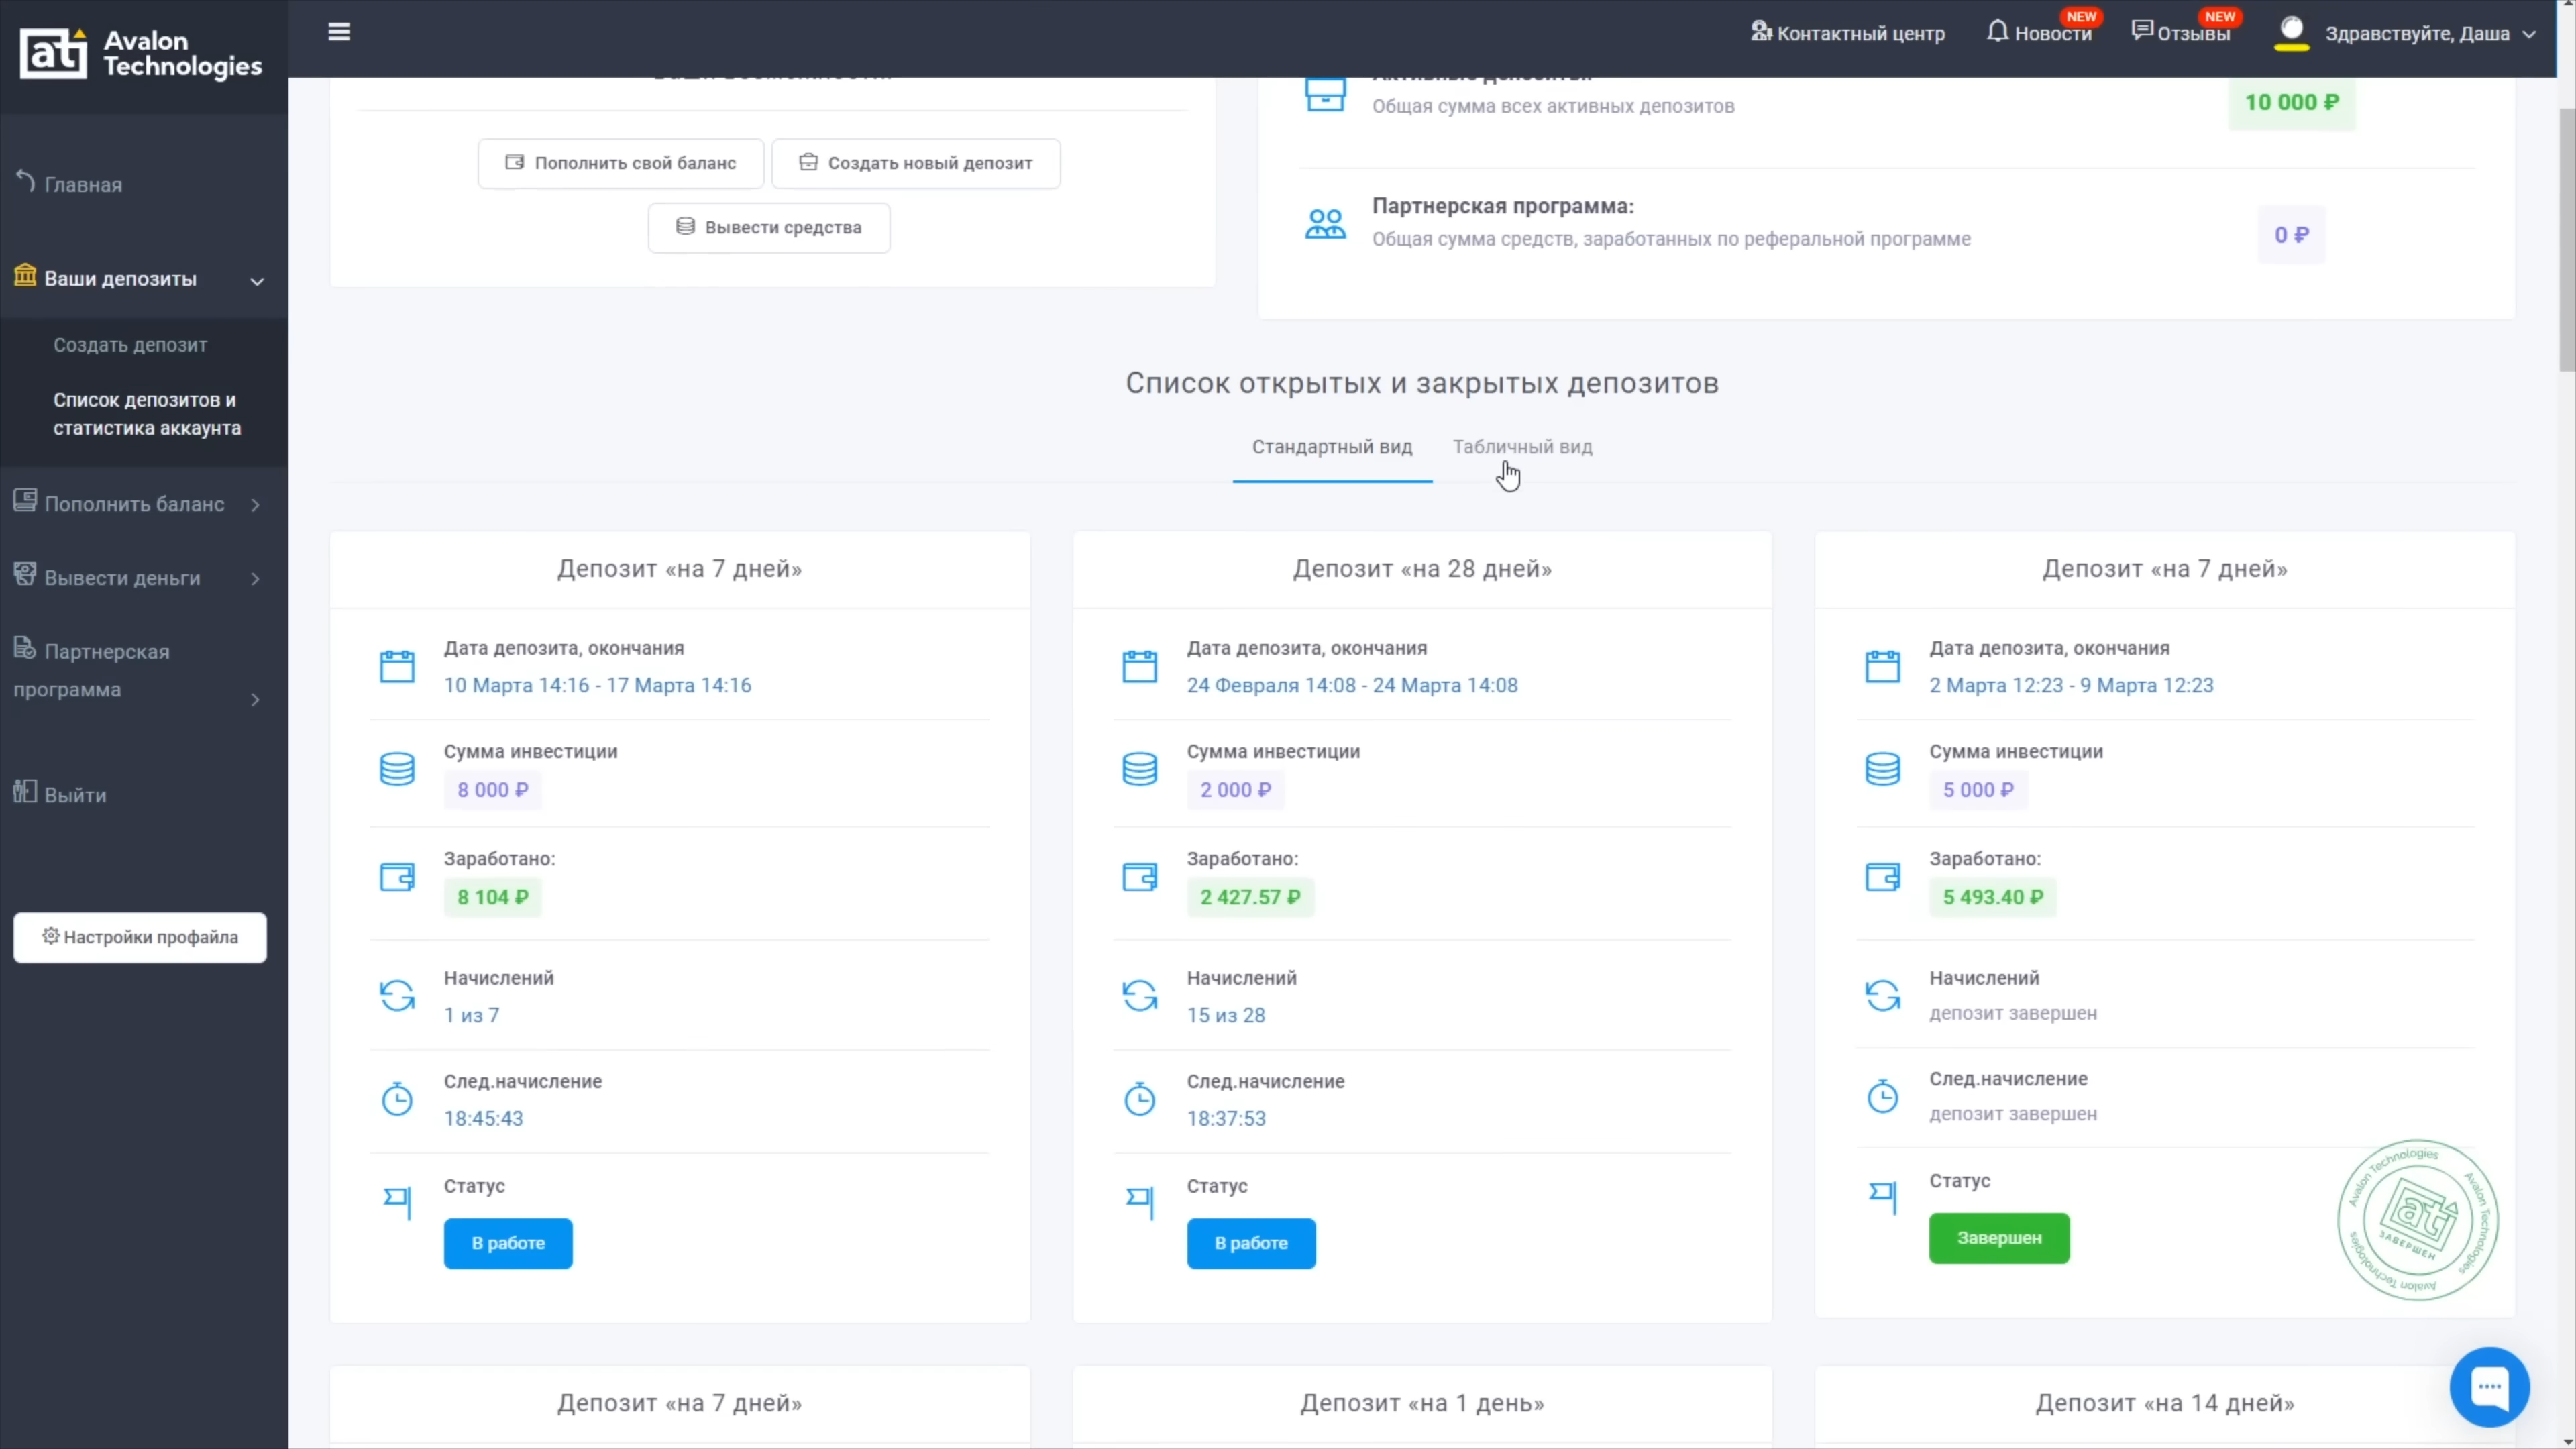 Avalon
Technologies
Контактный центр
NEW
Новости
NEW
Отзывы
Здравствуйте, Даша
Главная
Ваши депозиты
Создать депозит
Список депозитов и
статистика аккаунта
Пополнить баланс
Вывести деньги
Партнерская
программа
Выйти
Настройки профайла
Пополнить свой баланс
Создать новый депозит
Вывести средства
Общая сумма всех активных депозитов
10 000 ₽
Партнерская программа:
Общая сумма средств, заработанных по реферальной программе
0 ₽
Список открытых и закрытых депозитов
Стандартный вид
Табличный вид
Депозит «на 7 дней»
Дата депозита, окончания
10 Марта 14:16 - 17 Марта 14:16
Сумма инвестиции
8 000 ₽
Заработано:
8 104 ₽
Начислений
1 из 7
След.начисление
18:45:43
Статус
В работе
Депозит «на 28 дней»
Дата депозита, окончания
24 Февраля 14:08 - 24 Марта 14:08
Сумма инвестиции
2 000 ₽
Заработано:
2 427.57 ₽
Начислений
15 из 28
След.начисление
18:37:53
Статус
В работе
Депозит «на 7 дней»
Дата депозита, окончания
2 Марта 12:23 - 9 Марта 12:23
Сумма инвестиции
5 000 ₽
Заработано:
5 493.40 ₽
Начислений
депозит завершен
След.начисление
депозит завершен
Статус
Завершен
Avalon Technologies
Avalon Technologies
Avalon Technologies
ati
ЗАВЕРШЕН
Депозит «на 7 дней»
Депозит «на 1 день»
Депозит «на 14 дней»